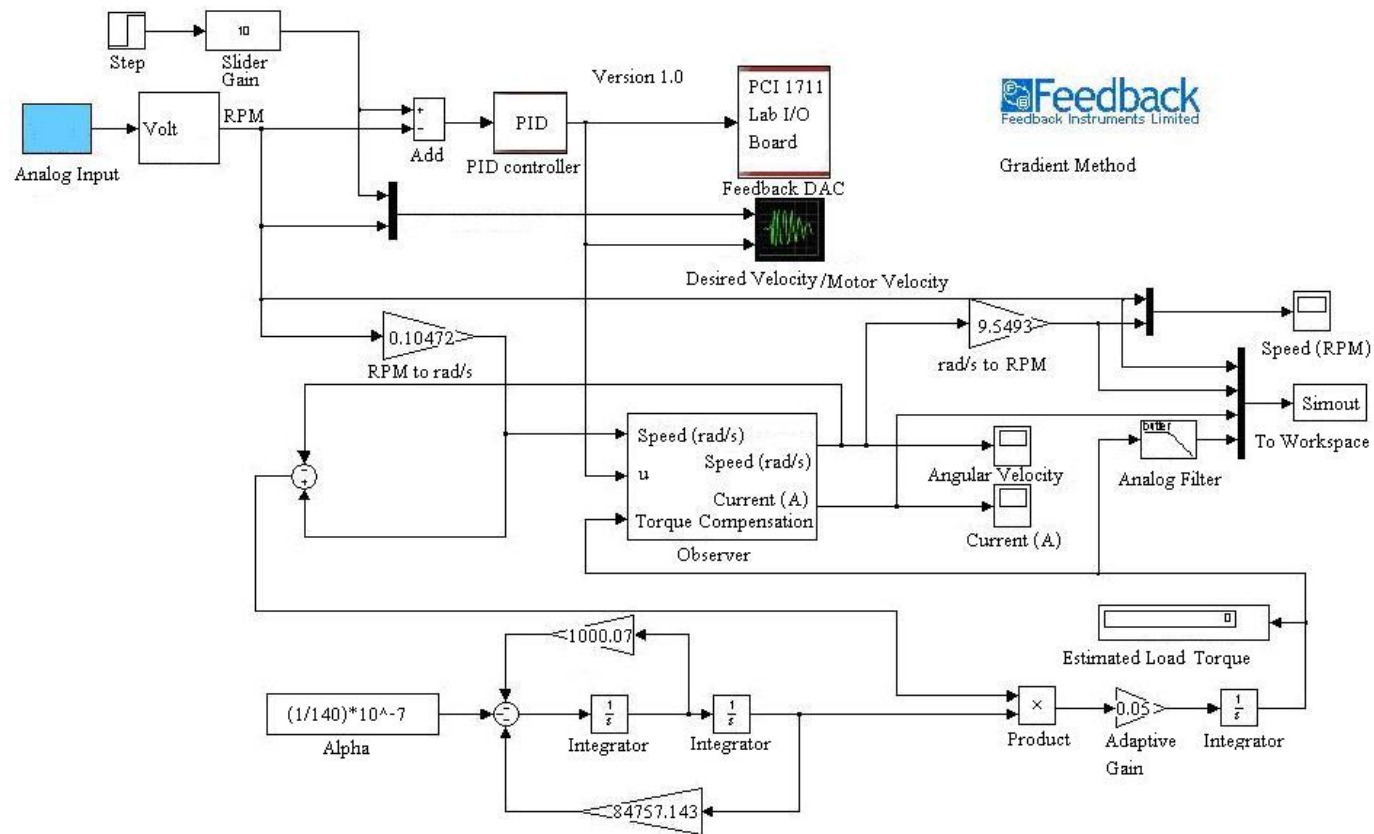 10
Step
Slider
Gain
Version 1.0
Feedback
Feedback Instruments Limited
Gradient Method
Analog Input
Volt
RPM
+
−
Add
PID
PID controller
PCI 1711
Lab I/O
Board
Feedback DAC
Desired Velocity/Motor Velocity
0.10472
RPM to rad/s
9.5493
rad/s to RPM
Speed (RPM)
Simout
To Workspace
butter
Analog Filter
Speed (rad/s)
u
Torque Compensation
Speed (rad/s)
Current (A)
Observer
Angular Velocity
Current (A)
−
+
0
Estimated Load Torque
1000.07
(1/140)*10^-7
Alpha
−
−
−
1
s
Integrator
1
s
Integrator
84757.143
×
Product
0.05
Adaptive
Gain
1
s
Integrator